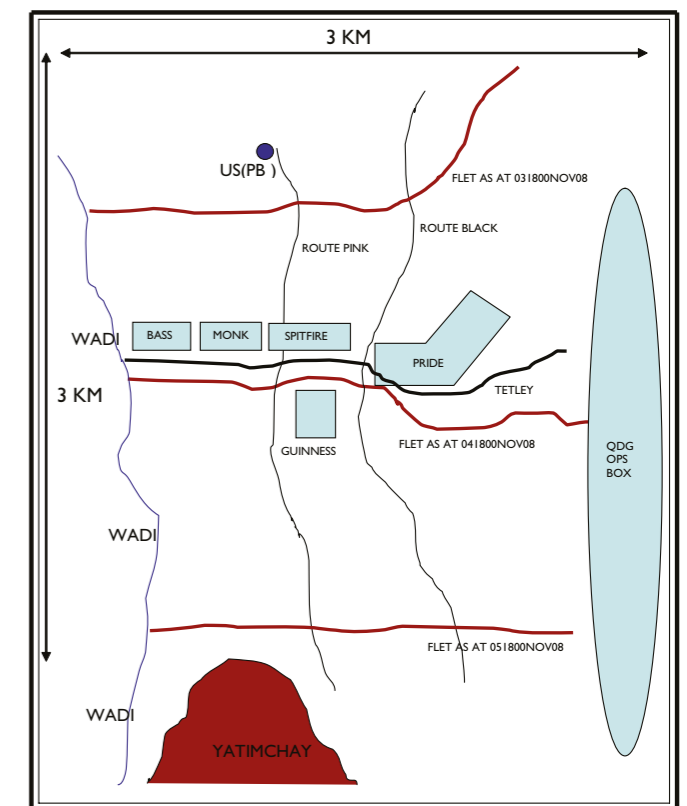 3 KM
US(PB )
FLET AS AT 031800NOV08
ROUTE BLACK
ROUTE PINK
WADI
BASS
MONK
SPITFIRE
PRIDE
TETLEY
3 KM
GUINNESS
FLET AS AT 041800NOV08
QDG
OPS
BOX
WADI
FLET AS AT 051800NOV08
WADI
YATIMCHAY